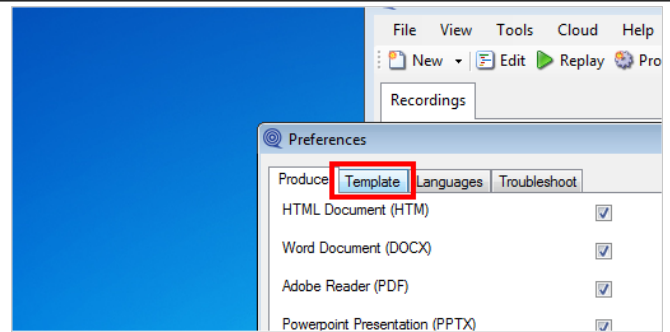 File View Tools Cloud Help
New Edit Replay Pro
Recordings
Preferences
Produce Template Languages Troubleshoot
HTML Document (HTM)
Word Document (DOCX)
Adobe Reader (PDF)
Powerpoint Presentation (PPTX)